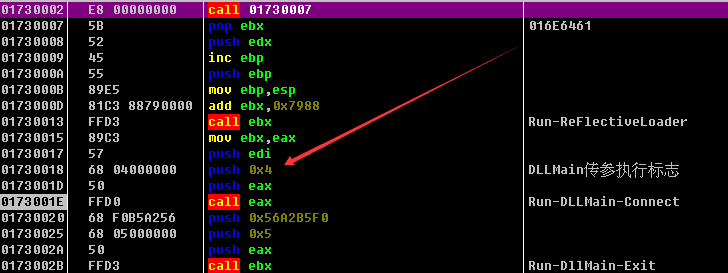 01730002 E8 00000000 call 01730007
01730007 5B pop ebx 016E6461
01730008 52 push edx
01730009 45 inc ebp
0173000A 55 push ebp
0173000B 89E5 mov ebp,esp
0173000D 81C3 88790000 add ebx,0x7988
01730013 FFD3 call ebx Run-ReFlectiveLoader
01730015 89C3 mov ebx,eax
01730017 57 push edi
01730018 68 04000000 push 0x4 DLLMain传参执行标志
0173001D 50 push eax
0173001E FFD0 call eax Run-DLLMain-Connect
01730020 68 F0B5A256 push 0x56A2B5F0
01730025 68 05000000 push 0x5
0173002A 50 push eax
0173002B FFD3 call ebx Run-DllMain-Exit